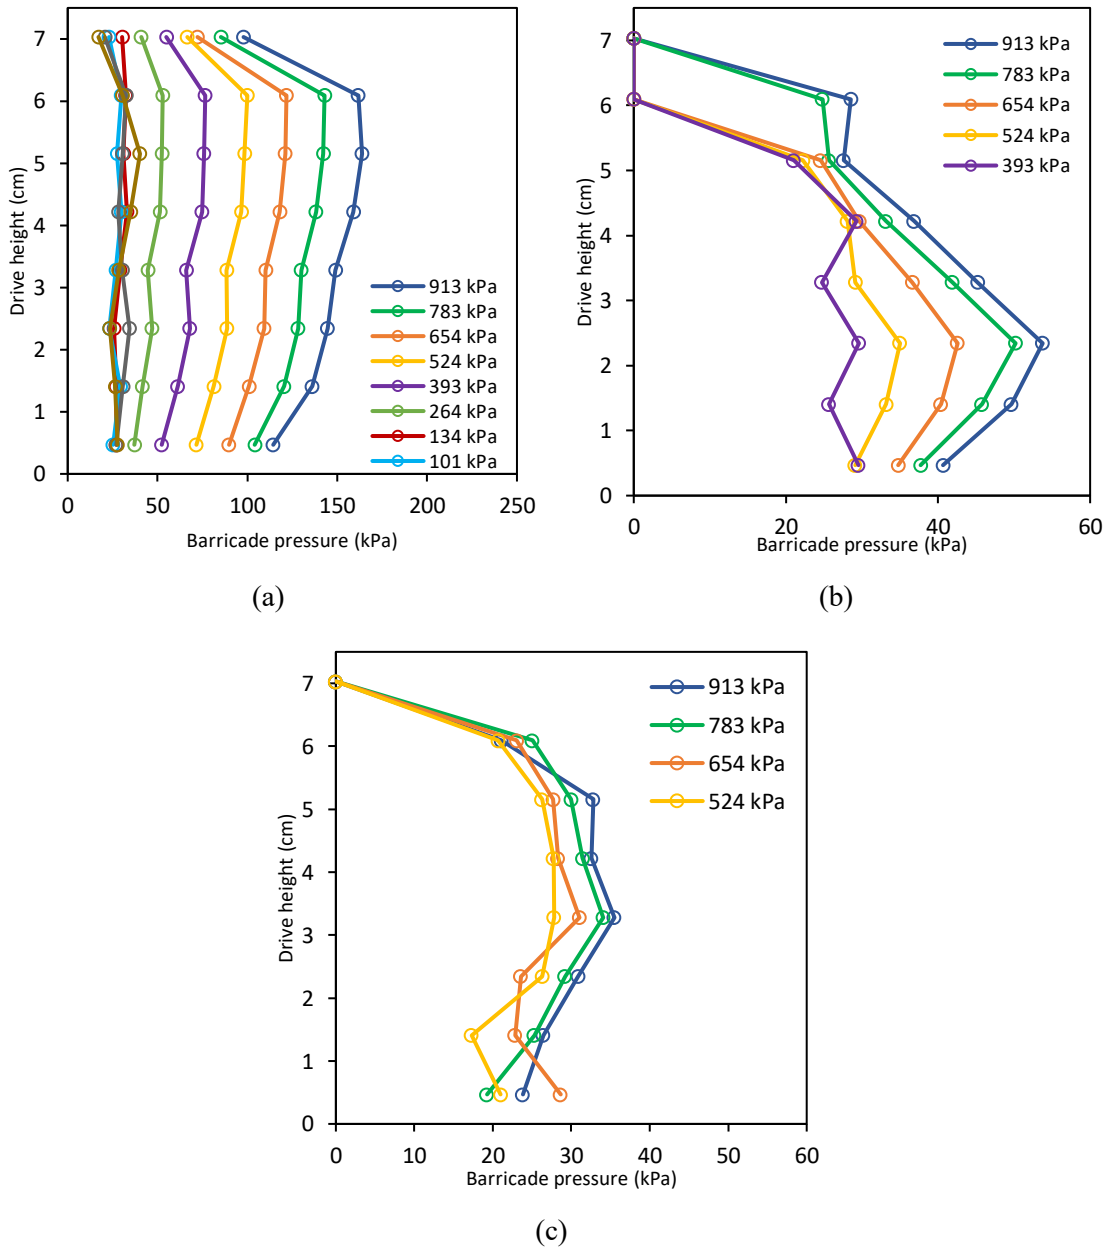 7
6
5
4
3
2
1
0
Drive height (cm)
913 kPa
783 kPa
654 kPa
524 kPa
393 kPa
264 kPa
134 kPa
101 kPa
0 50 100 150 200 250
Barricade pressure (kPa)
(a)
7
6
5
4
3
2
1
0
Drive height (cm)
913 kPa
783 kPa
654 kPa
524 kPa
393 kPa
0 20 40 60
Barricade pressure (kPa)
(b)
7
6
5
4
3
2
1
0
Drive height (cm)
913 kPa
783 kPa
654 kPa
524 kPa
0 20 30 40 50 60
Barricade pressure (kPa)
(c)